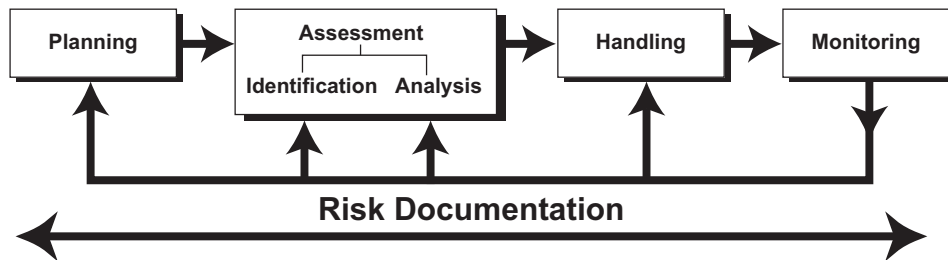 Planning
Assessment
Identification Analysis
Handling
Monitoring
Risk Documentation